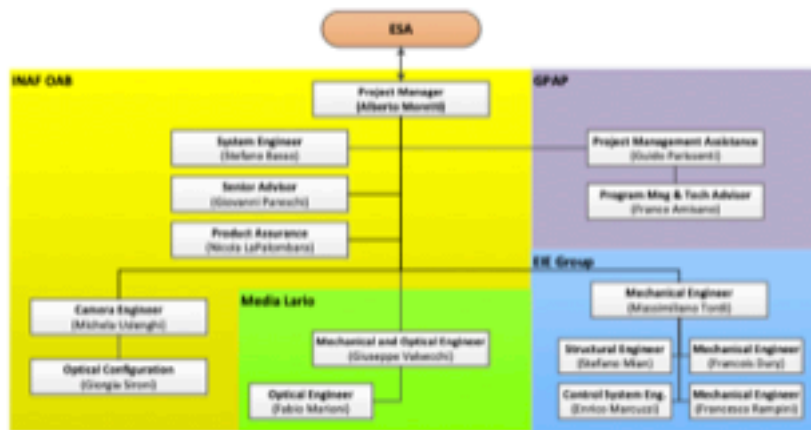 ESA
INAF OAB
GPAP
Project Manager
(Alberto Moretti)
System Engineer
(Stefano Basso)
Project Management Assistance
(Guido Parissenti)
Senior Advisor
(Giovanni Pareschi)
Program Mng & Tech Advisor
(Franco Amisano)
Product Assurance
(Nicola LaPalombara)
EIE Group
Media Lario
Mechanical Engineer
(Massimiliano Tordi)
Camera Engineer
(Michela Uslenghi)
Mechanical and Optical Engineer
(Giuseppe Valsecchi)
Structural Engineer
(Stefano Mian)
Mechanical Engineer
(Francois Dury)
Optical Configuration
(Giorgia Sironi)
Optical Engineer
(Fabio Marioni)
Control System Eng.
(Enrico Marcuzzi)
Mechanical Engineer
(Francesco Rampini)